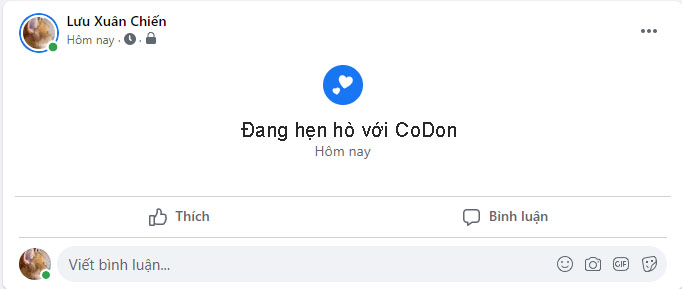 Lưu Xuân Chiến
Hôm nay · ·
Đang hẹn hò với CoDon
Hôm nay
Thích Bình luận
Viết bình luận... GIF